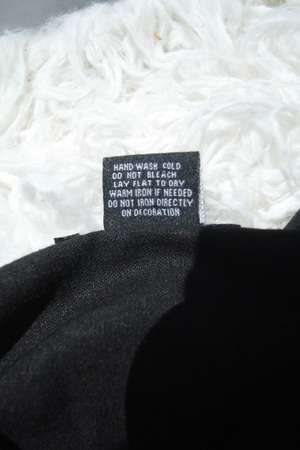 HAND WASH COLD
DO NOT BLEACH
LAY FLAT TO DRY
WARM IRON IF NEEDED
DO NOT IRON DIRECTLY
ON DECORATION